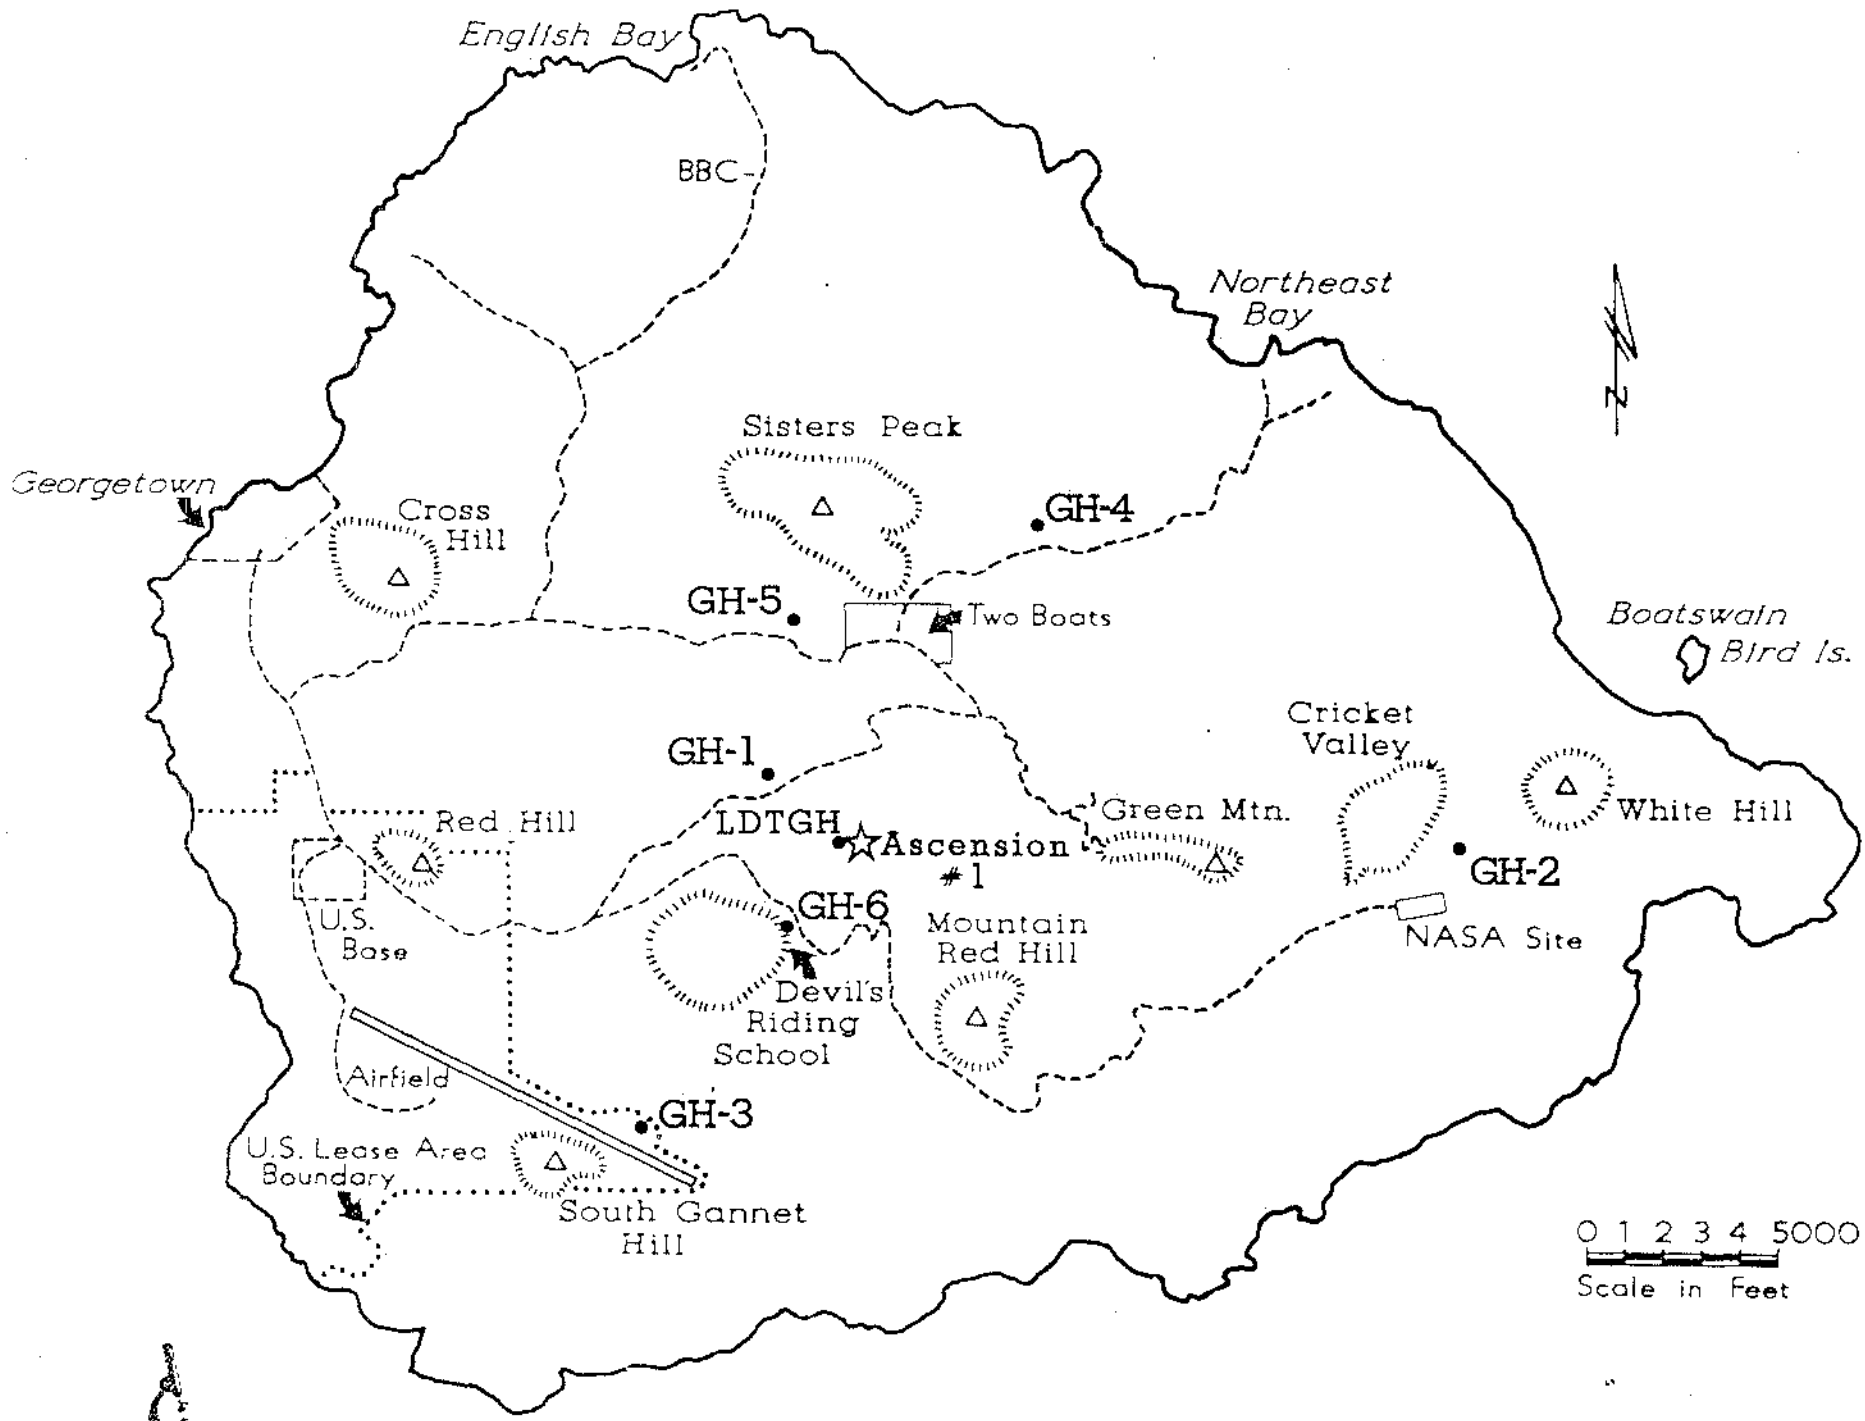 English Bay
BBC
Northeast
Bay
N
Sisters Peak
Georgetown
Cross
Hill
GH-4
GH-5
Two Boats
Boatswain
Bird Is.
Cricket
Valley
GH-1
Red Hill
LDTGH
Ascension
#1
Green Mtn.
White Hill
GH-2
U.S.
Base
GH-6
Mountain
Red Hill
NASA Site
Devil's
Riding
School
Airfield
GH-3
U.S. Lease Area
Boundary
South Gannet
Hill
0 1 2 3 4 5000
Scale in Feet